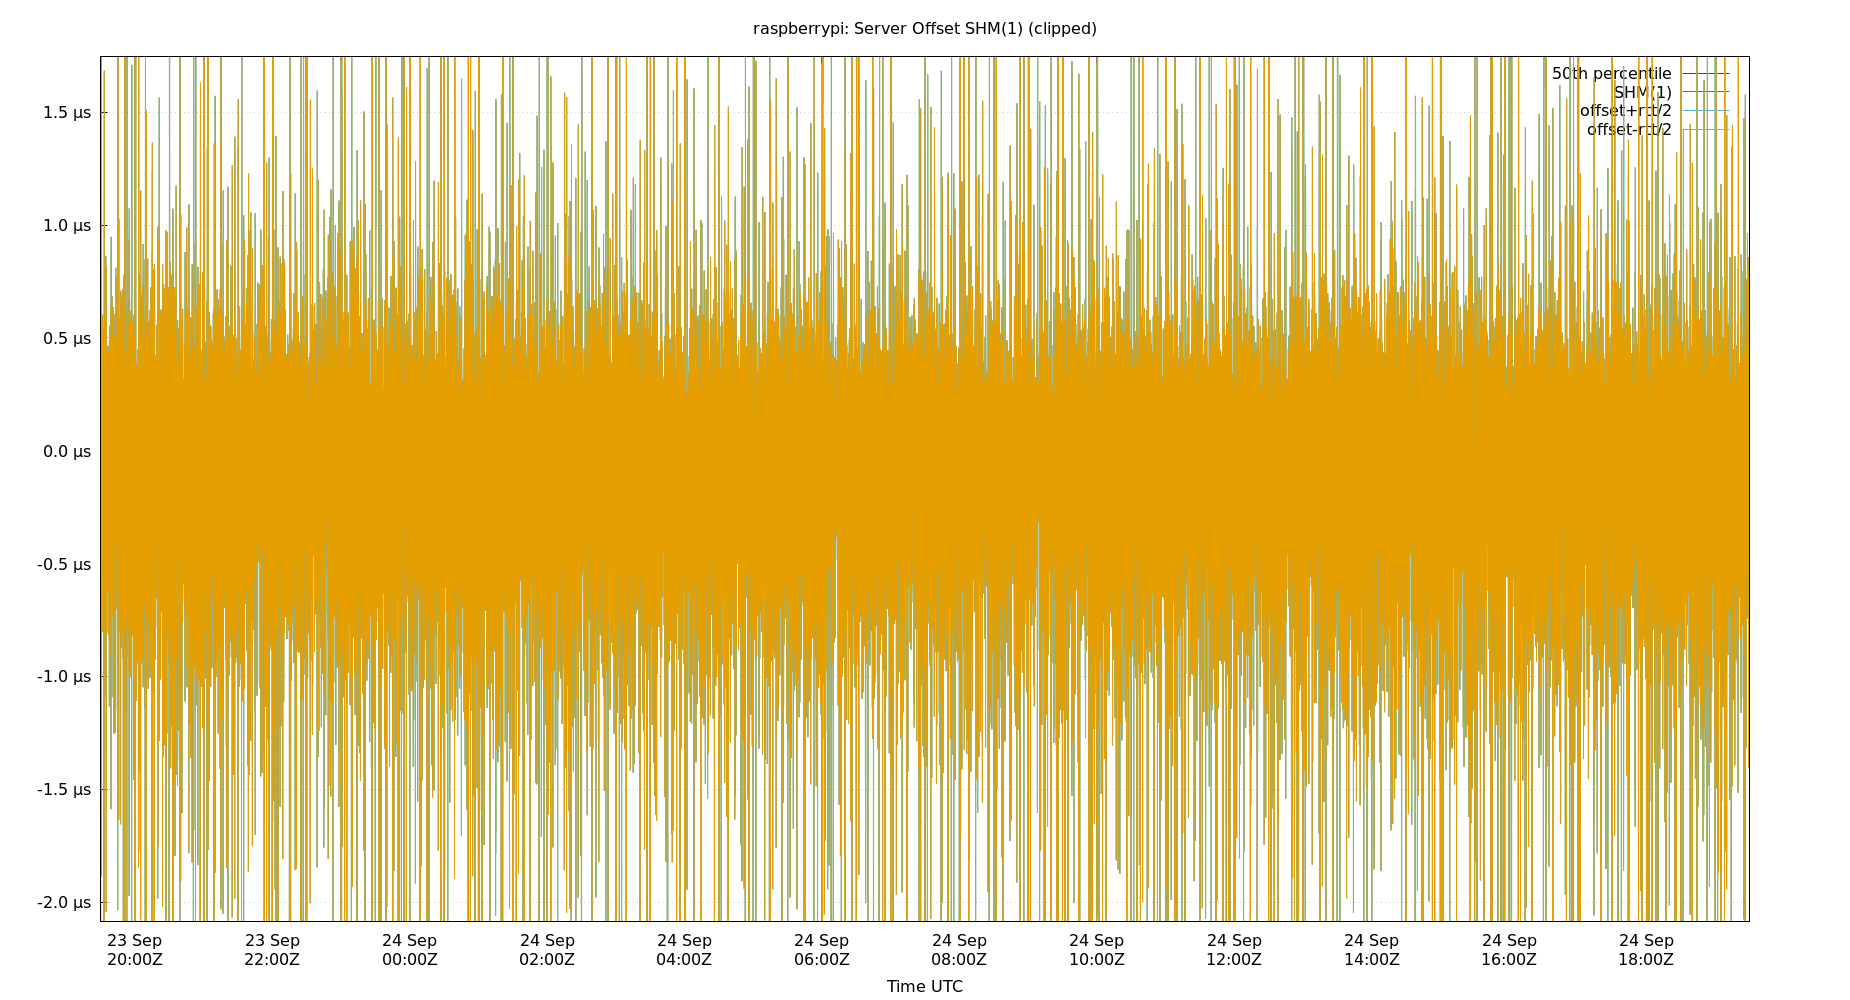 raspberrypi: Server Offset SHM(1) (clipped)
50th percentile
SHM(1)
offset+rtt/2
offset-rtt/2
1.5 µs
1.0 µs
0.5 µs
0.0 µs
-0.5 µs
-1.0 µs
-1.5 µs
-2.0 µs
23 Sep 23 Sep 24 Sep 24 Sep 24 Sep 24 Sep 24 Sep 24 Sep 24 Sep 24 Sep 24 Sep 24 Sep
20:00Z 22:00Z 00:00Z 02:00Z 04:00Z 06:00Z 08:00Z 10:00Z 12:00Z 14:00Z 16:00Z 18:00Z
Time UTC